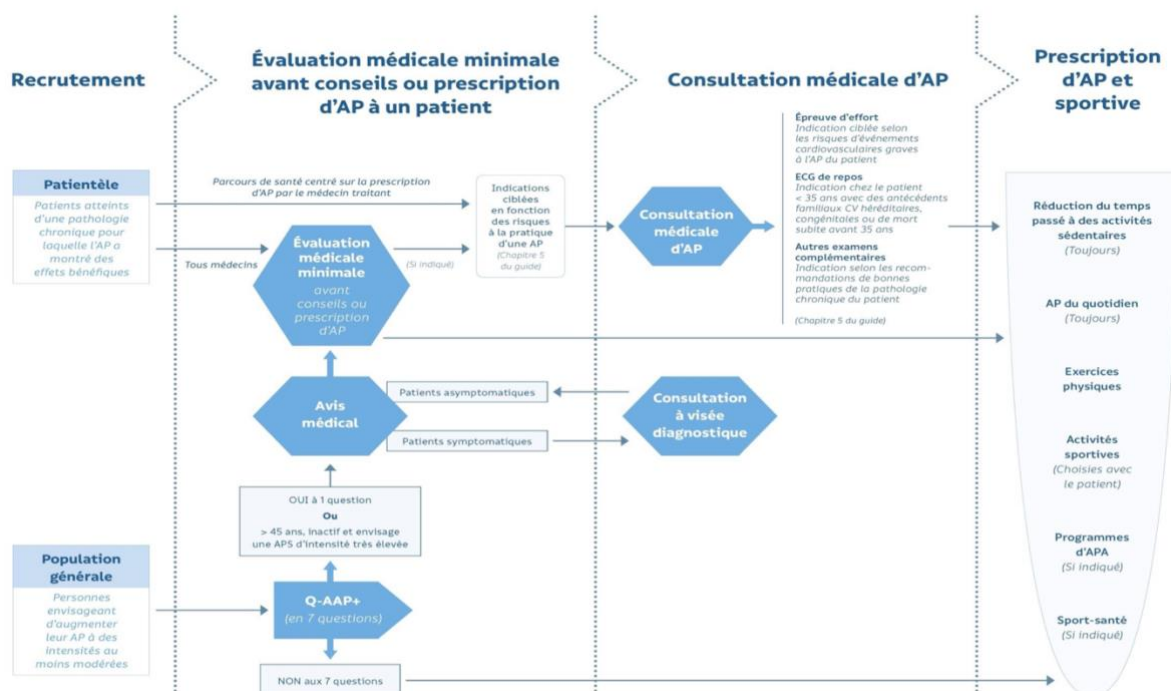 Recrutement
Évaluation médicale minimale
avant conseils ou prescription
d'AP à un patient
Consultation médicale d'AP
Prescription
d'AP et
sportive
Patientèle
Patients atteints
d'une pathologie
chronique pour
laquelle l'AP a
montré des
effets bénéfiques
Parcours de santé centré sur la prescription
d'AP par le médecin traitant
Tous médecins
Évaluation
médicale
minimale
avant
conseils ou
prescription
d'AP
(Si indiqué)
Indications
ciblées
en fonction
des risques
à la pratique
d'une AP
(Chapitre 5
du guide)
Consultation
médicale
d'AP
Épreuve d'effort
Indication ciblée selon
les risques d'événements
cardiovasculaires graves
à l'AP du patient
ECG de repos
Indication chez le patient
< 35 ans avec des antécédents
familiaux CV héréditaires,
congénitales ou de mort
subite avant 35 ans
Autres examens
complémentaires
Indication selon les recom-
mandations de bonnes
pratiques de la pathologie
chronique du patient
(Chapitre 5 du guide)
Réduction du temps
passé à des activités
sédentaires
(Toujours)
AP du quotidien
(Toujours)
Exercices
physiques
Activités
sportives
(Choisies avec
le patient)
Programmes
d'APA
(Si indiqué)
Sport-santé
(Si indiqué)
Avis
médical
Patients asymptomatiques
Patients symptomatiques
Consultation
à visée
diagnostique
OUI à 1 question
Ou
> 45 ans, inactif et envisage
une APS d'intensité très élevée
Population
générale
Personnes
envisageant
d'augmenter
leur AP à des
intensités au
moins modérées
Q-AAP+
(en 7 questions)
NON aux 7 questions